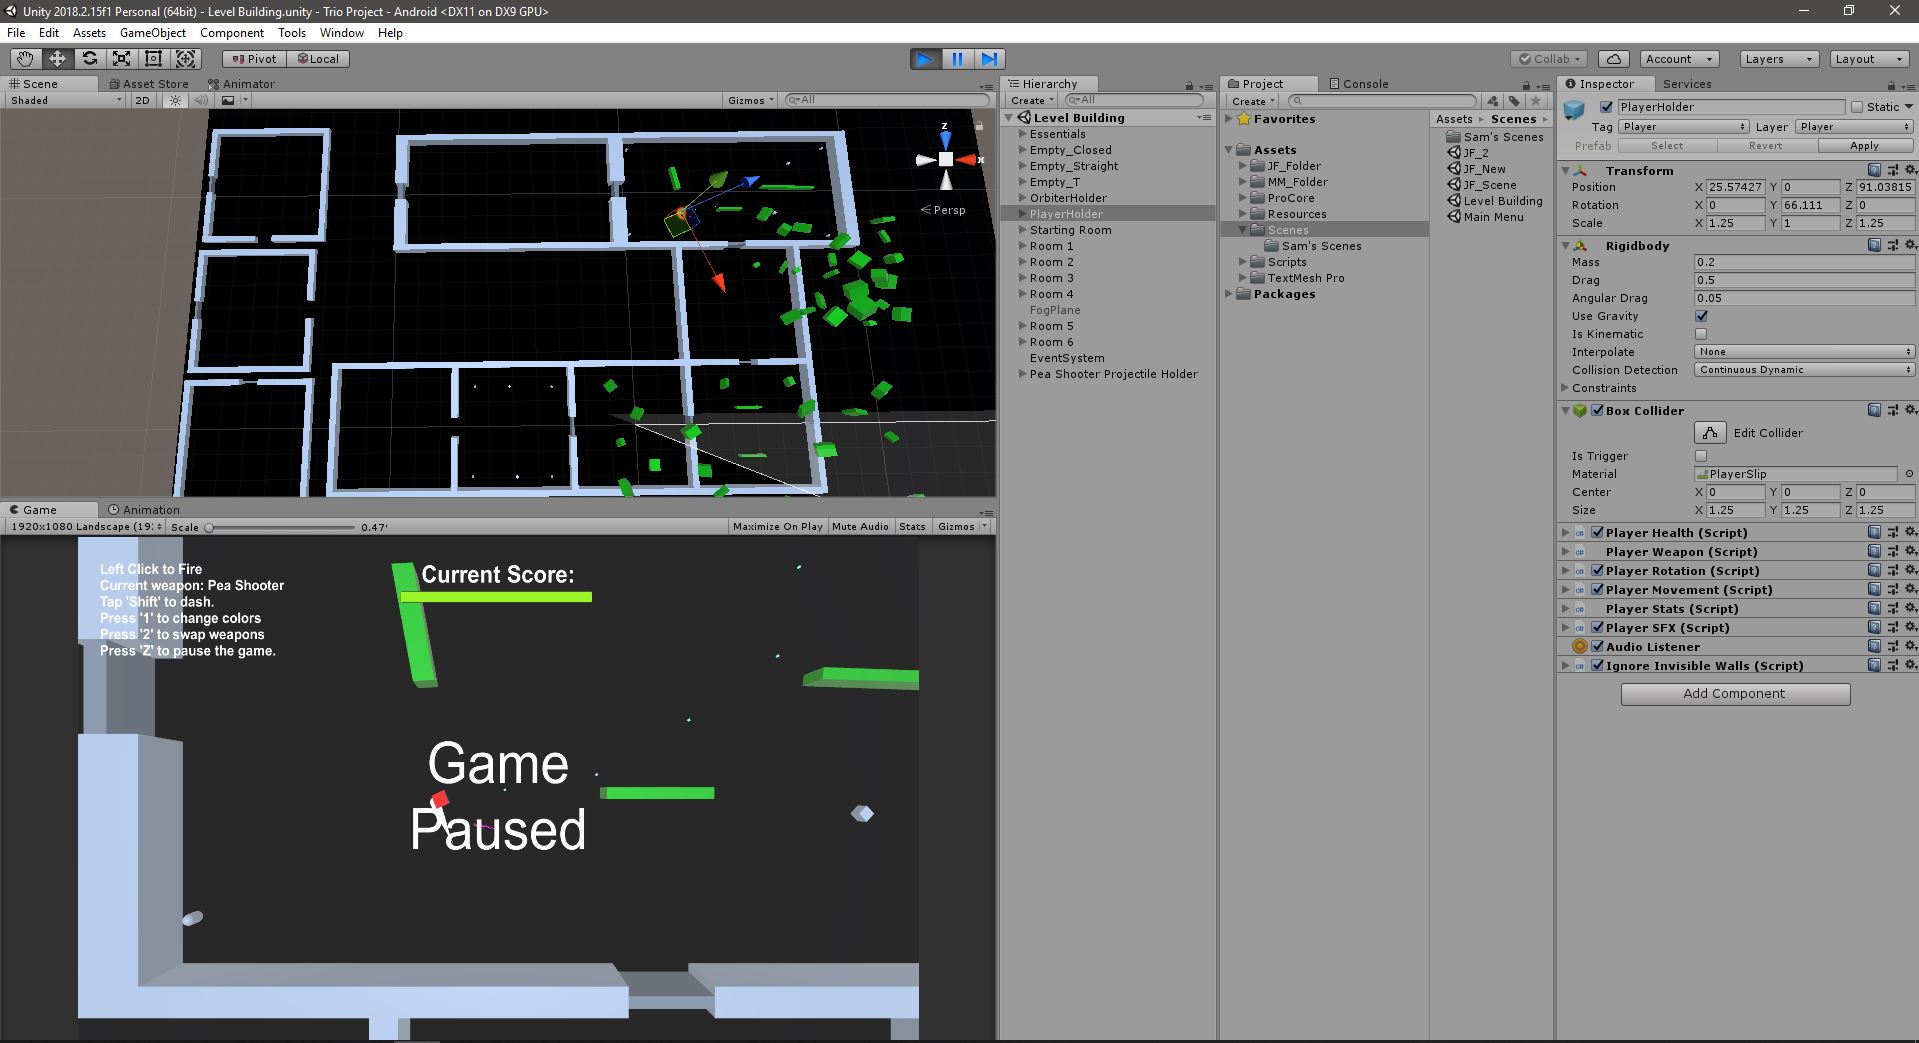 Unity 2018.2.15f1 Personal (64bit) - Level Building.unity - Trio Project - Android <DX11 on DX9 GPU>
File Edit Assets GameObject Component Tools Window Help
Pivot Local
Collab Account Layers Layout
Scene Asset Store Animator
Shaded 2D Gizmos All
z
x
Persp
Game Animation
1920x1080 Landscape (19: Scale 0.47' Maximize On Play Mute Audio Stats Gizmos
Left Click to Fire
Current weapon: Pea Shooter
Tap 'Shift' to dash.
Press '1' to change colors
Press '2' to swap weapons
Press 'Z' to pause the game.
Current Score:
Game
Paused
Hierarchy
Create All
Level Building
Essentials
Empty_Closed
Empty_Straight
Empty_T
OrbiterHolder
PlayerHolder
Starting Room
Room 1
Room 2
Room 3
Room 4
FogPlane
Room 5
Room 6
EventSystem
Pea Shooter Projectile Holder
Project Console
Create
Favorites
Assets
JF_Folder
MM_Folder
ProCore
Resources
Scenes
Sam's Scenes
Scripts
TextMesh Pro
Packages
Assets Scenes
Sam's Scenes
JF_2
JF_New
JF_Scene
Level Building
Main Menu
Inspector Services
PlayerHolder Static
Tag Player Layer Player
Prefab Select Revert Apply
Transform
Position X 25.57427 Y 0 Z 91.03815
Rotation X 0 Y 66.111 Z 0
Scale X 1.25 Y 1 Z 1.25
Rigidbody
Mass 0.2
Drag 0.5
Angular Drag 0.05
Use Gravity
Is Kinematic
Interpolate None
Collision Detection Continuous Dynamic
Constraints
Box Collider
Edit Collider
Is Trigger
Material PlayerSlip
Center X 0 Y 0 Z 0
Size X 1.25 Y 1.25 Z 1.25
Player Health (Script)
Player Weapon (Script)
Player Rotation (Script)
Player Movement (Script)
Player Stats (Script)
Player SFX (Script)
Audio Listener
Ignore Invisible Walls (Script)
Add Component